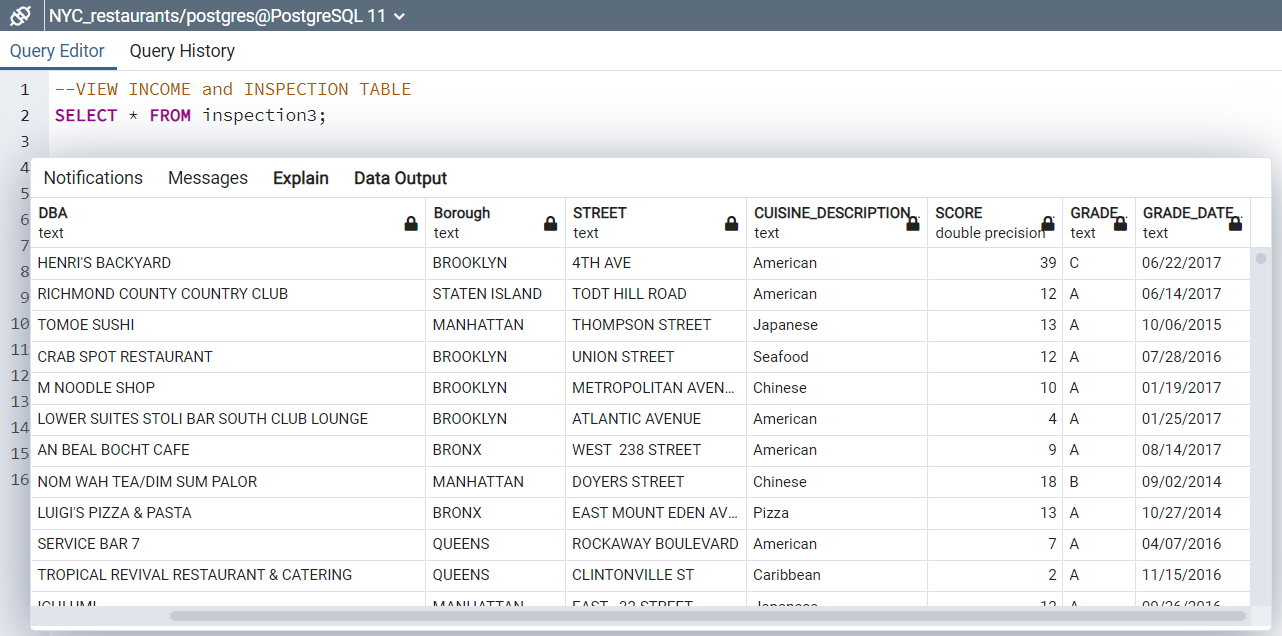 NYC_restaurants/postgres@PostgreSQL 11
Query Editor Query History
1 --VIEW INCOME and INSPECTION TABLE
2 SELECT * FROM inspection3;
3
4
5
6
7
8
9
10
11
12
13
14
15
16
Notifications Messages Explain Data Output
DBA Borough STREET CUISINE_DESCRIPTION SCORE GRADE GRADE_DATE
text text text text double precision text text
HENRI'S BACKYARD BROOKLYN 4TH AVE American 39 C 06/22/2017
RICHMOND COUNTY COUNTRY CLUB STATEN ISLAND TODT HILL ROAD American 12 A 06/14/2017
TOMOE SUSHI MANHATTAN THOMPSON STREET Japanese 13 A 10/06/2015
CRAB SPOT RESTAURANT BROOKLYN UNION STREET Seafood 12 A 07/28/2016
M NOODLE SHOP BROOKLYN METROPOLITAN AVEN... Chinese 10 A 01/19/2017
LOWER SUITES STOLI BAR SOUTH CLUB LOUNGE BROOKLYN ATLANTIC AVENUE American 4 A 01/25/2017
AN BEAL BOCHT CAFE BRONX WEST 238 STREET American 9 A 08/14/2017
NOM WAH TEA/DIM SUM PALOR MANHATTAN DOYERS STREET Chinese 18 B 09/02/2014
LUIGI'S PIZZA & PASTA BRONX EAST MOUNT EDEN AV... Pizza 13 A 10/27/2014
SERVICE BAR 7 QUEENS ROCKAWAY BOULEVARD American 7 A 04/07/2016
TROPICAL REVIVAL RESTAURANT & CATERING QUEENS CLINTONVILLE ST Caribbean 2 A 11/15/2016
MANHATTAN EAST Japanese A